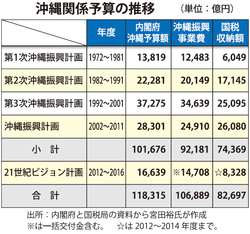 沖縄関係予算の推移 (単位：億円)
年度 内閣府沖縄予算額 沖縄振興事業費 国税収納額
第1次沖縄振興計画 1972〜1981 13,819 12,483 6,049
第2次沖縄振興計画 1982〜1991 22,281 20,149 17,145
第3次沖縄振興計画 1992〜2001 37,275 34,639 25,095
沖縄振興計画 2002〜2011 28,301 24,910 26,080
小計 101,676 92,181 74,369
21世紀ビジョン計画 2012〜2016 16,639 ※14,708 ☆8,328
合計 118,315 106,889 82,697
出所：内閣府と国税局の資料から宮田裕氏が作成
※は一括交付金含む。 ☆は2012〜2014年度まで。